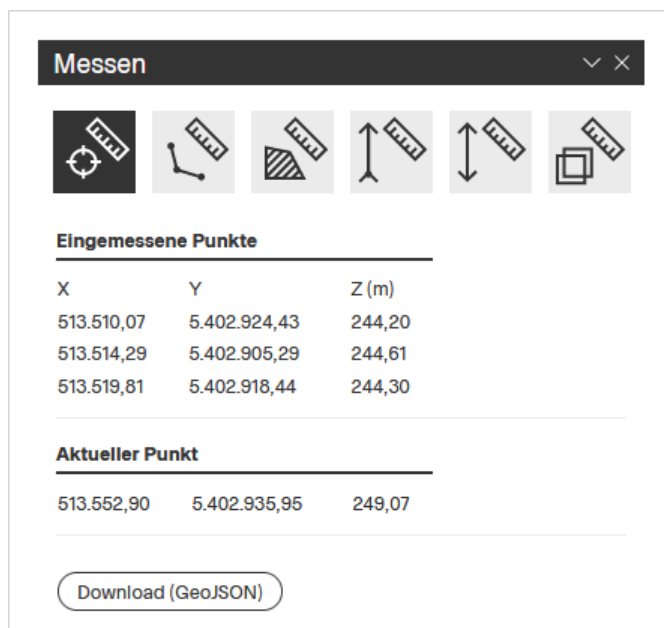 Messen
Eingemessene Punkte
X Y Z (m)
513.510,07 5.402.924,43 244,20
513.514,29 5.402.905,29 244,61
513.519,81 5.402.918,44 244,30
Aktueller Punkt
513.552,90 5.402.935,95 249,07
Download (GeoJSON)